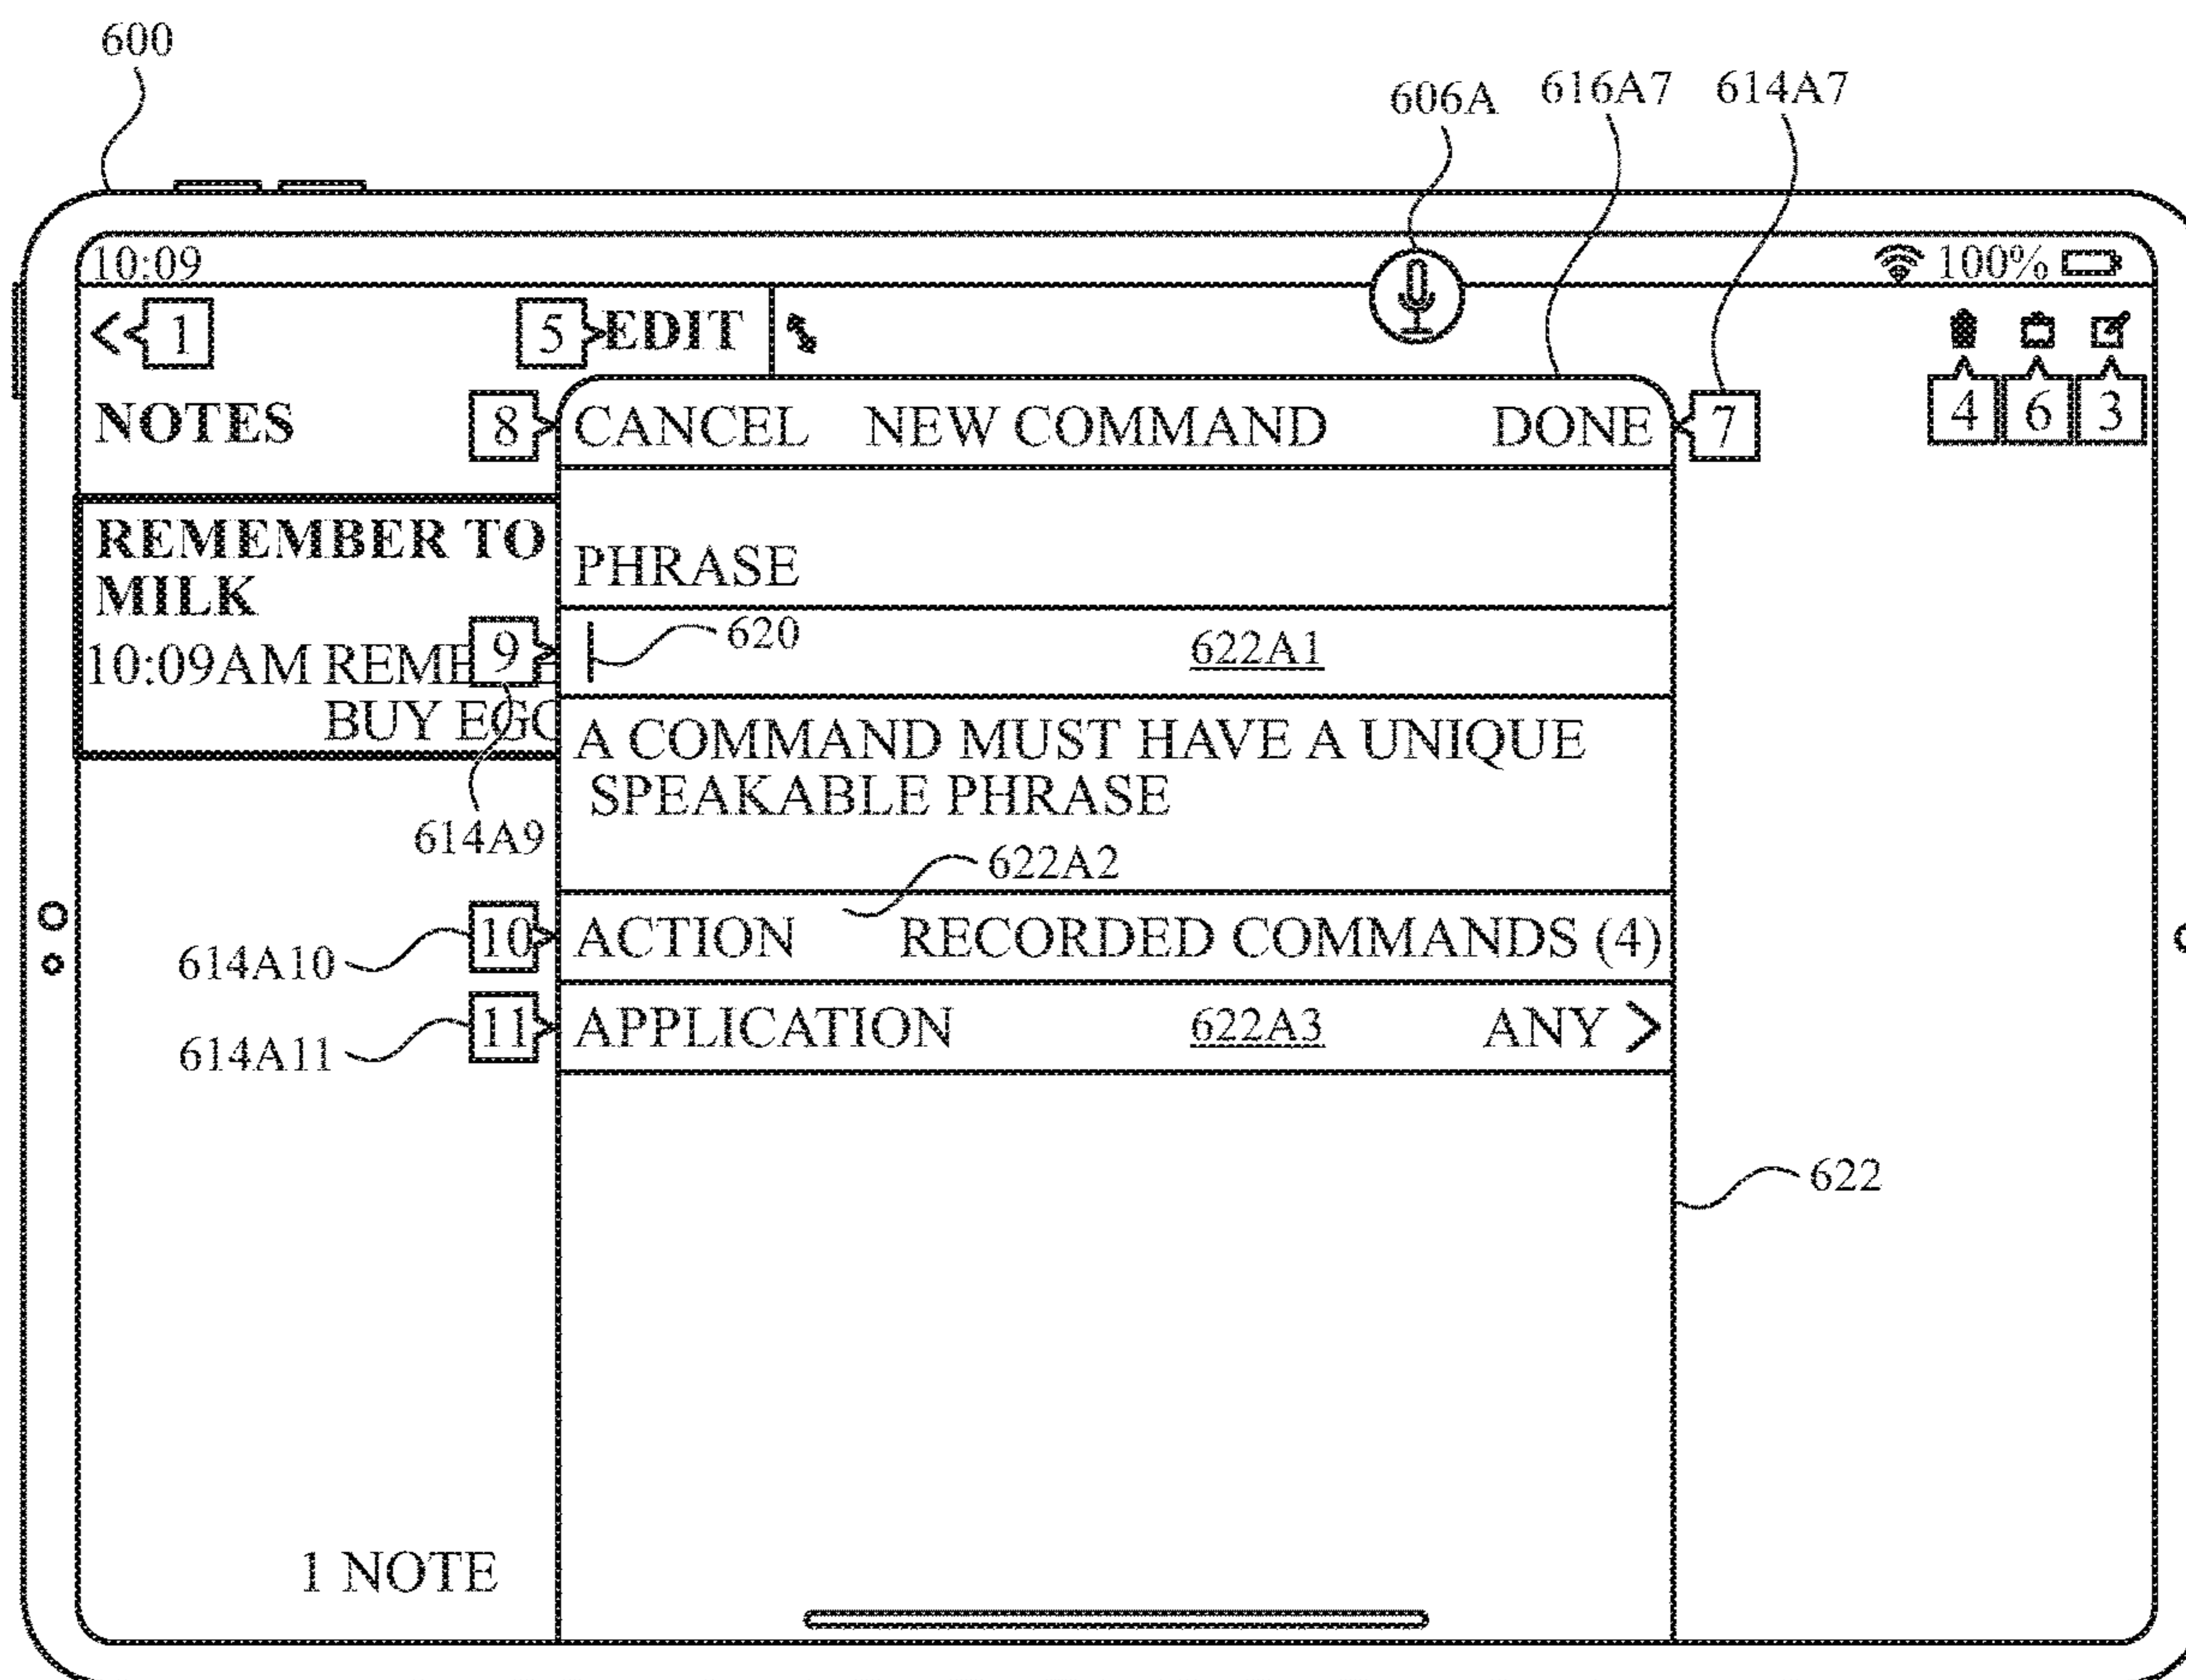 600
606A 616A7 614A7
10:09 100%
1 5 EDIT
4 6 3
NOTES 8 CANCEL NEW COMMAND DONE 7
REMEMBER TO
MILK
PHRASE
10:09AM 9 620 622A1
BUY
A COMMAND MUST HAVE A UNIQUE
SPEAKABLE PHRASE
614A9
622A2
10 ACTION RECORDED COMMANDS (4)
614A10
11 APPLICATION 622A3 ANY >
614A11
622
1 NOTE